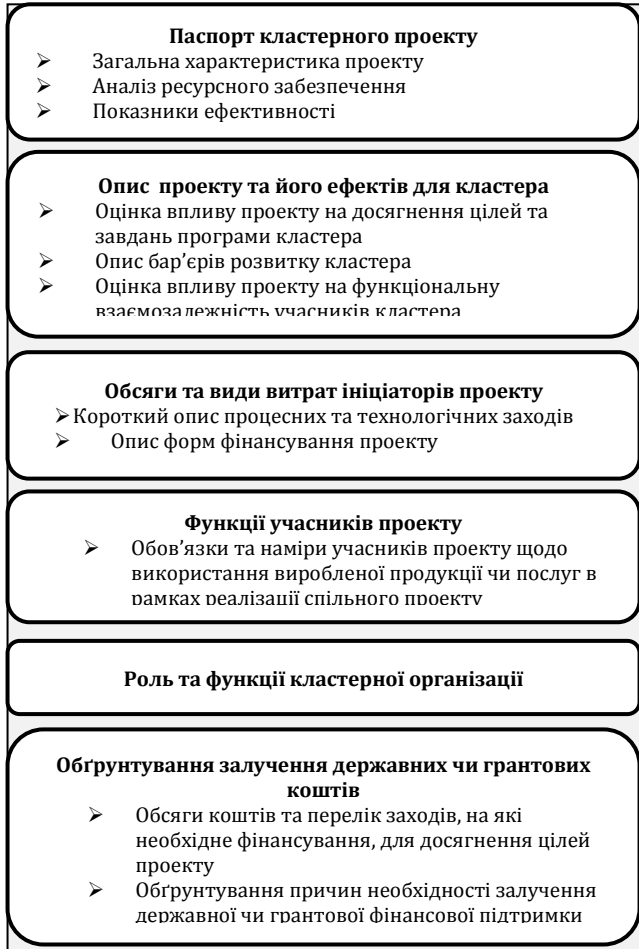 Паспорт кластерного проекту
➢ Загальна характеристика проекту
➢ Аналіз ресурсного забезпечення
➢ Показники ефективності
Опис проекту та його ефектів для кластера
➢ Оцінка впливу проекту на досягнення цілей та
завдань програми кластера
➢ Опис бар’єрів розвитку кластера
➢ Оцінка впливу проекту на функціональну
взаємозалежність учасників кластера
Обсяги та види витрат ініціаторів проекту
➢ Короткий опис процесних та технологічних заходів
➢ Опис форм фінансування проекту
Функції учасників проекту
➢ Обов’язки та наміри учасників проекту щодо
використання виробленої продукції чи послуг в
рамках реалізації спільного проекту
Роль та функції кластерної організації
Обґрунтування залучення державних чи грантових
коштів
➢ Обсяги коштів та перелік заходів, на які
необхідне фінансування, для досягнення цілей
проекту
➢ Обґрунтування причин необхідності залучення
державної чи грантової фінансової підтримки